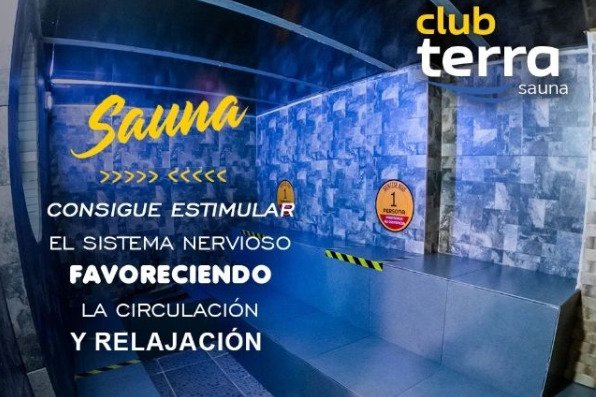 club
terra
sauna
Sauna
>>>>> <<<<<
CONSIGUE ESTIMULAR
EL SISTEMA NERVIOSO
FAVORECIENDO
LA CIRCULACIÓN
Y RELAJACIÓN
1
PERSONA
1